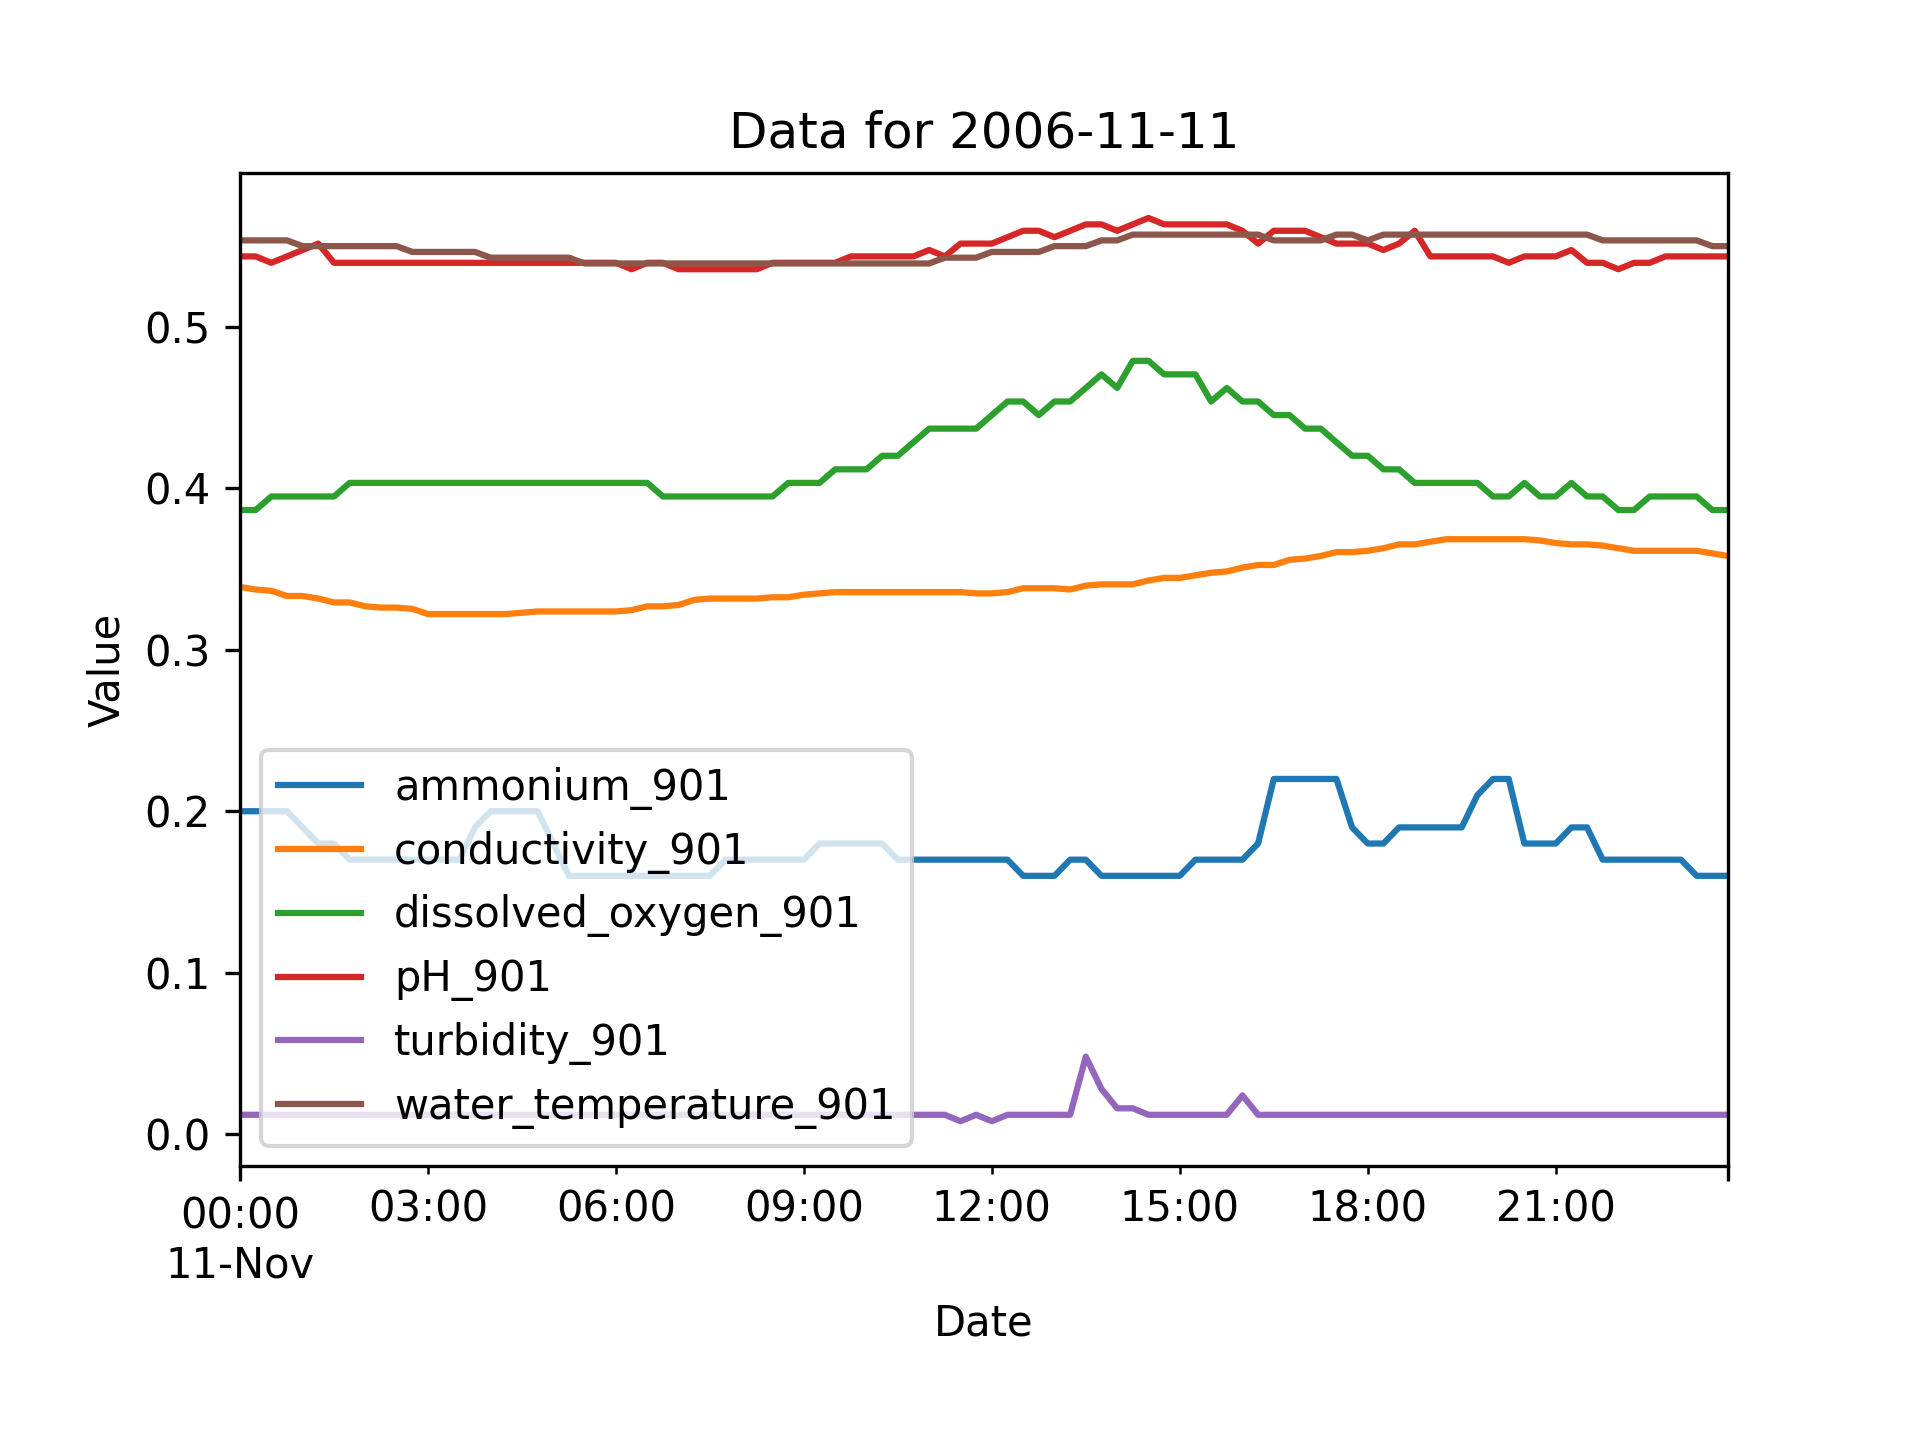 Data for 2006-11-11
Value
0.5
0.4
0.3
0.2
0.1
0.0
ammonium_901
conductivity_901
dissolved_oxygen_901
pH_901
turbidity_901
water_temperature_901
00:00 03:00 06:00 09:00 12:00 15:00 18:00 21:00
11-Nov
Date